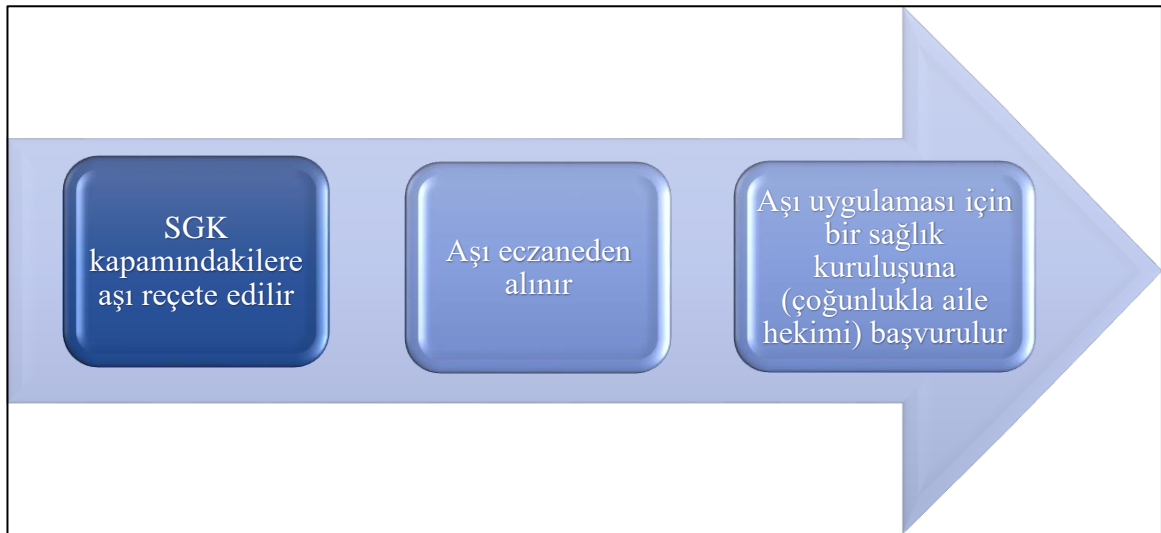 SGK
kapamındakilere
aşı reçete edilir
Aşı eczaneden
alınır
Aşı uygulaması için
bir sağlık
kuruluşuna
(çoğunlukla aile
hekimi) başvurulur